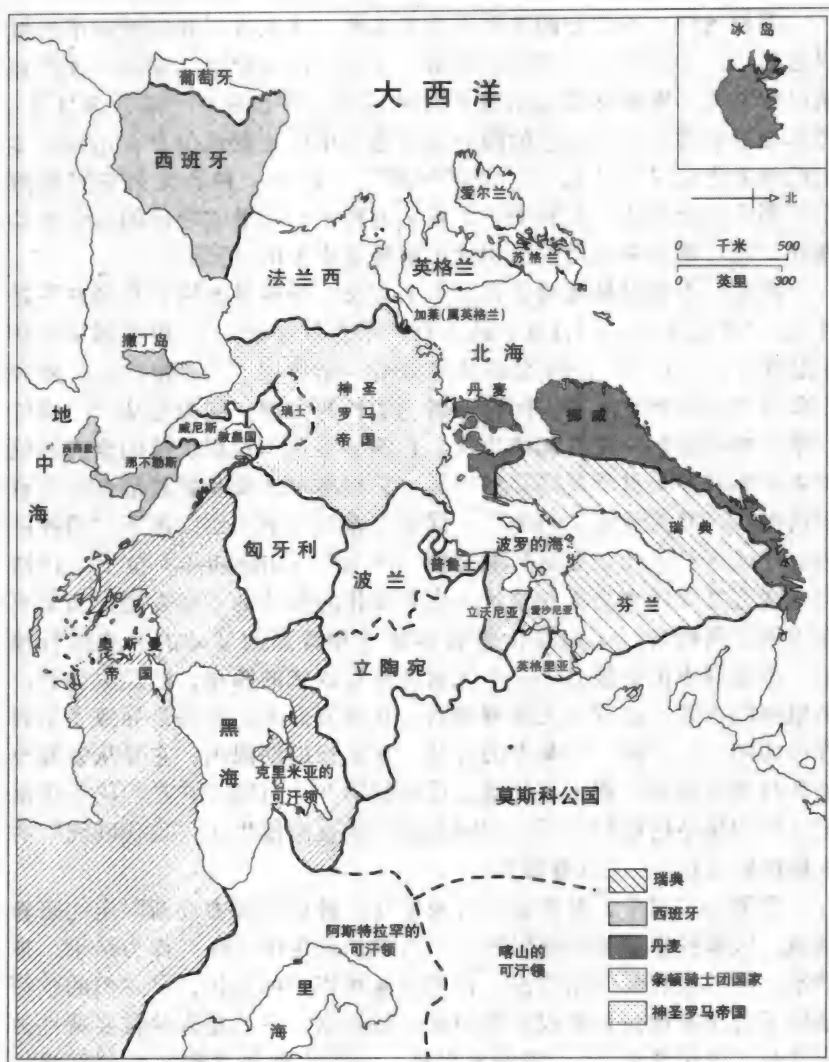 冰岛
葡萄牙
大西洋
西班牙
爱尔兰
北
苏格兰
英格兰
千米
0 500
英里
0 300
法兰西
加莱(属英格兰)
北海
撒丁岛
神圣
罗马
帝国
瑞士
丹麦
挪威
地
中
海
威尼斯
教皇国
西西里
那不勒斯
瑞典
匈牙利
波兰
波罗的海
普鲁士
芬兰
立沃尼亚
爱沙尼亚
英格里亚
奥斯曼
帝国
立陶宛
黑
海
克里米亚的
可汗领
莫斯科公国
阿斯特拉罕的
可汗领
喀山的
可汗领
里
海
瑞典
西班牙
丹麦
条顿骑士团国家
神圣罗马帝国